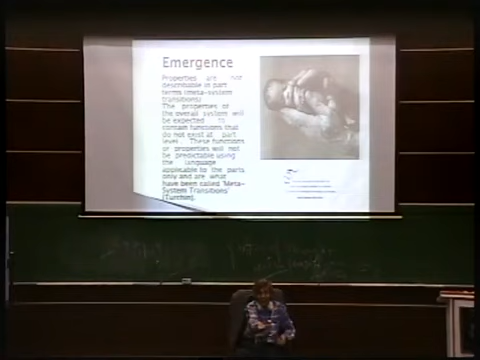 Emergence
Properties are not
describable in part
terms (meta-system
transitions)
The properties of
the overall system will
be expected to
contain functions that
do not exist at part
level. These functions
or properties will not
be predictable using
the language
applicable to the parts
only and are what
have been called 'Meta-
System Transitions'
(Turchin).